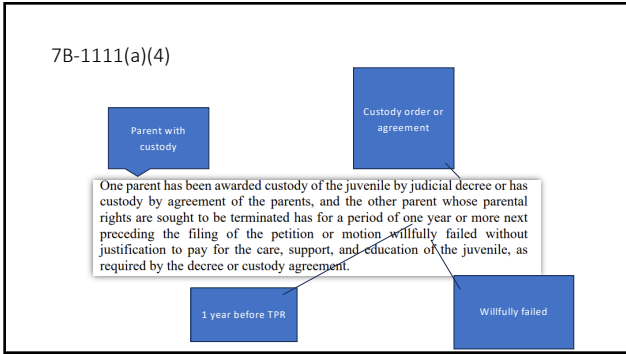 7B-1111(a)(4)
Parent with
custody
Custody order or
agreement
One parent has been awarded custody of the juvenile by judicial decree or has
custody by agreement of the parents, and the other parent whose parental
rights are sought to be terminated has for a period of one year or more next
preceding the filing of the petition or motion willfully failed without
justification to pay for the care, support, and education of the juvenile, as
required by the decree or custody agreement.
1 year before TPR
Willfully failed